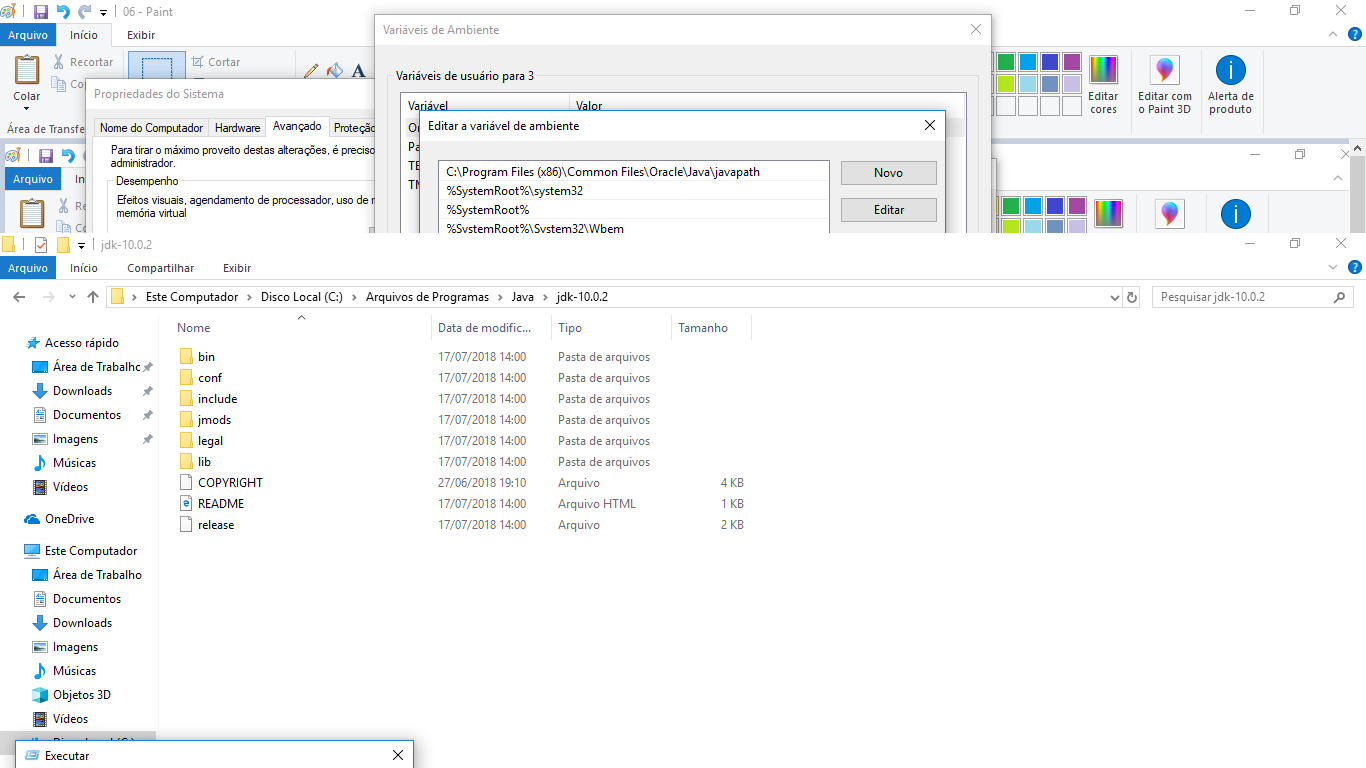 06 - Paint
Arquivo Início Exibir
Variáveis de Ambiente
Recortar
Colar
Cortar
A
Área de Transfe
Variáveis de usuário para 3
Variável Valor
Editar cores
Editar com o Paint 3D
Alerta de produto
Propriedades do Sistema
Nome do Computador Hardware Avançado Proteção
Para tirar o máximo proveito destas alterações, é preciso
administrador.
Desempenho
Efeitos visuais, agendamento de processador, uso de
memória virtual
Editar a variável de ambiente
C:\Program Files (x86)\Common Files\Oracle\Java\javapath
%SystemRoot%\system32
%SystemRoot%
%SystemRoot%\System32\Wbem
Novo
Editar
Arquivo
jdk-10.0.2
Arquivo Início Compartilhar Exibir
Este Computador Disco Local (C:) Arquivos de Programas Java jdk-10.0.2
Pesquisar jdk-10.0.2
Nome Data de modific... Tipo Tamanho
bin 17/07/2018 14:00 Pasta de arquivos
conf 17/07/2018 14:00 Pasta de arquivos
include 17/07/2018 14:00 Pasta de arquivos
jmods 17/07/2018 14:00 Pasta de arquivos
legal 17/07/2018 14:00 Pasta de arquivos
lib 17/07/2018 14:00 Pasta de arquivos
COPYRIGHT 27/06/2018 19:10 Arquivo 4 KB
README 17/07/2018 14:00 Arquivo HTML 1 KB
release 17/07/2018 14:00 Arquivo 2 KB
Acesso rápido
Área de Trabalhc
Downloads
Documentos
Imagens
Músicas
Vídeos
OneDrive
Este Computador
Área de Trabalho
Documentos
Downloads
Imagens
Músicas
Objetos 3D
Vídeos
Executar